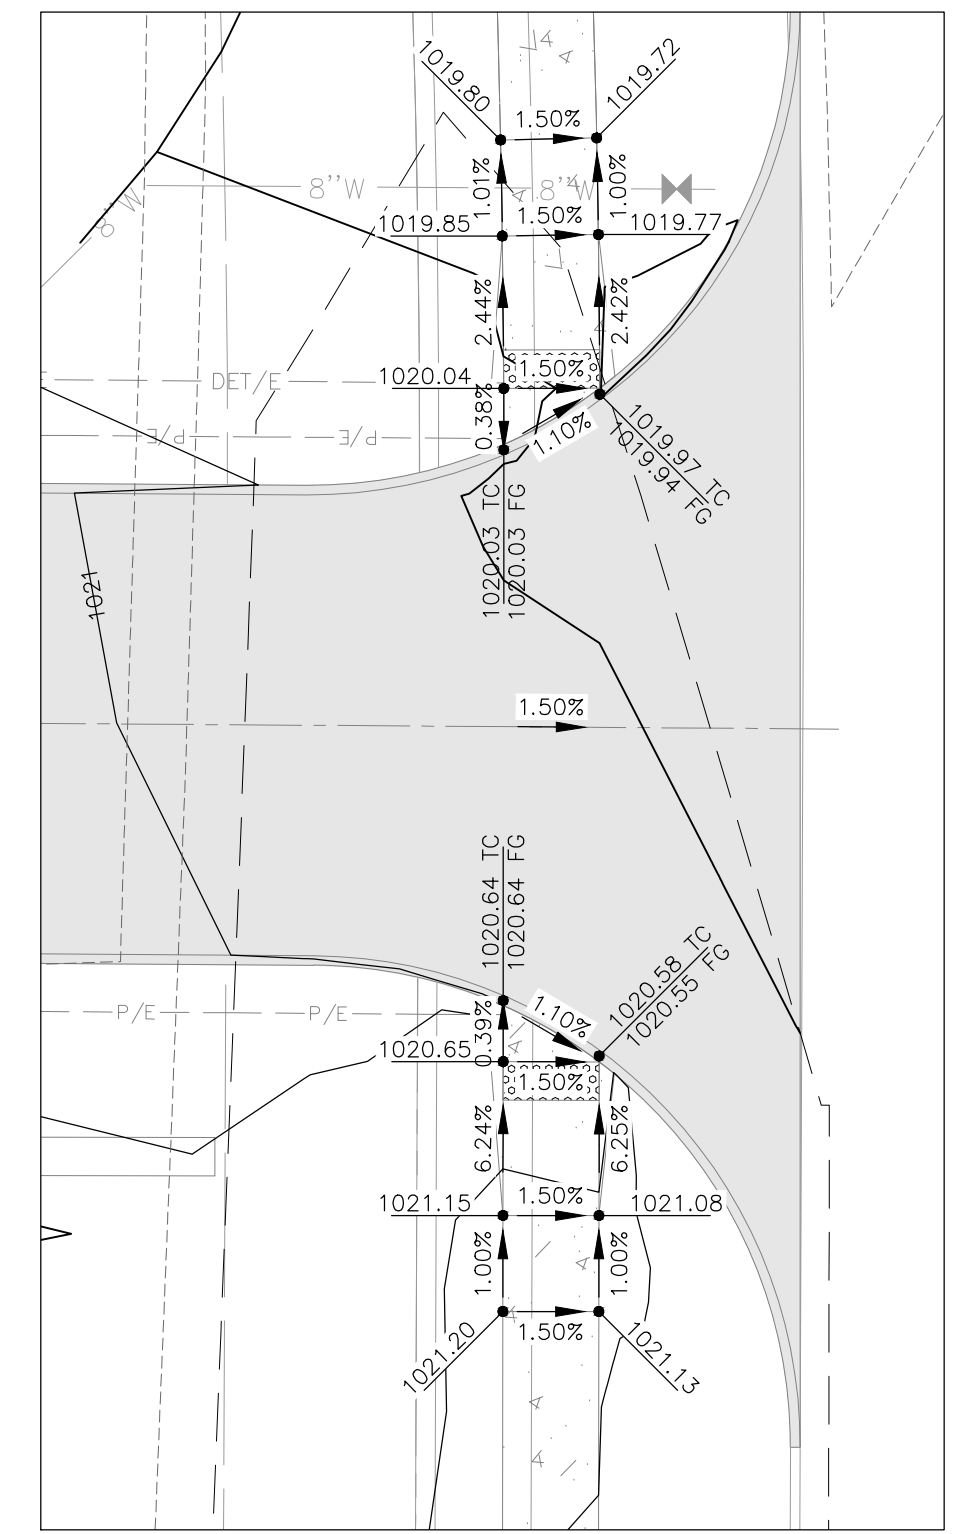 1019.80
1019.72
1.50%
1.01%
1.00%
8"W
8"W
8"W
1019.85
1.50%
1019.77
2.44%
2.42%
DET/E
1020.04
1.50%
P/E
P/E
0.38%
1.10%
1019.97 TC
1019.94 FG
1020.03 TC
1020.03 FG
1021
1.50%
1020.64 TC
1020.64 FG
1020.58 TC
1020.55 FG
P/E
P/E
0.39%
1.10%
1020.65
1.50%
6.24%
6.25%
1021.15
1.50%
1021.08
1.00%
1.00%
1.50%
1021.20
1021.13